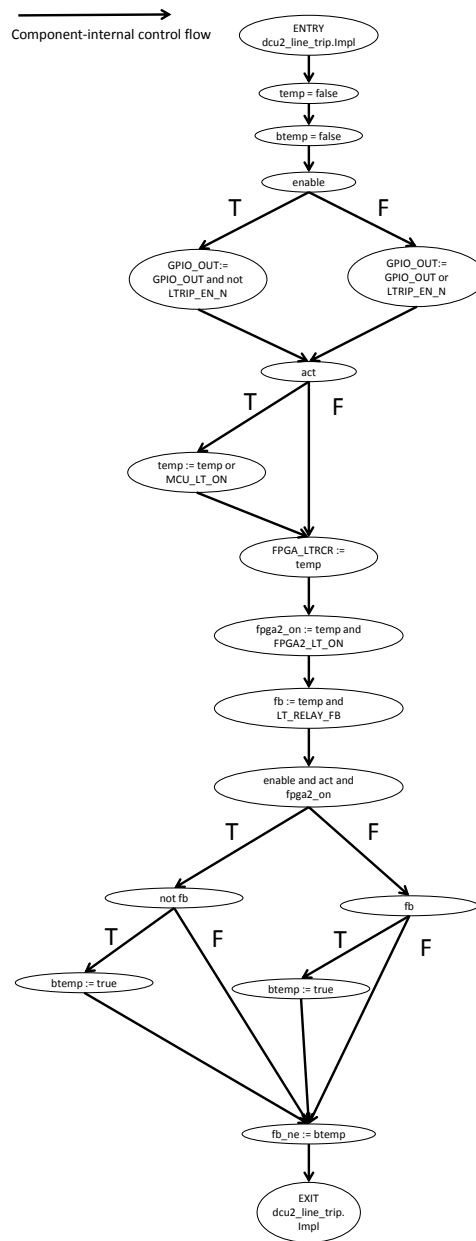 Component-internal control flow
ENTRY
dcu2_line_trip.Impl
temp = false
btemp = false
enable
T
F
GPIO_OUT:=
GPIO_OUT and not
LTRIP_EN_N
GPIO_OUT:=
GPIO_OUT or
LTRIP_EN_N
act
T
F
temp := temp or
MCU_LT_ON
FPGA_LTRCR :=
temp
fpga2_on := temp and
FPGA2_LT_ON
fb := temp and
LT_RELAY_FB
enable and act and
fpga2_on
T
F
not fb
fb
T
F
T
F
btemp := true
btemp := true
fb_ne := btemp
EXIT
dcu2_line_trip.
Impl